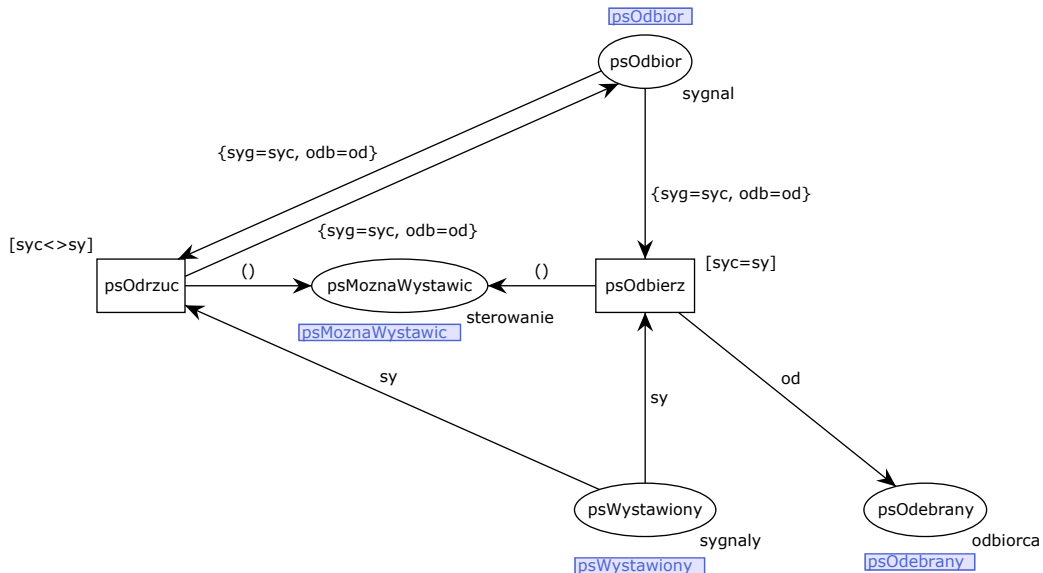 psOdbior
psOdbior
sygnal
{syg=syc, odb=od}
{syg=syc, odb=od}
{syg=syc, odb=od}
[syc<>sy]
[syc=sy]
psOdrzuc
()
psMoznaWystawic
()
psOdbierz
sterowanie
psMoznaWystawic
sy
sy
od
psWystawiony
psOdebrany
sygnaly
odbiorca
psWystawiony
psOdebrany